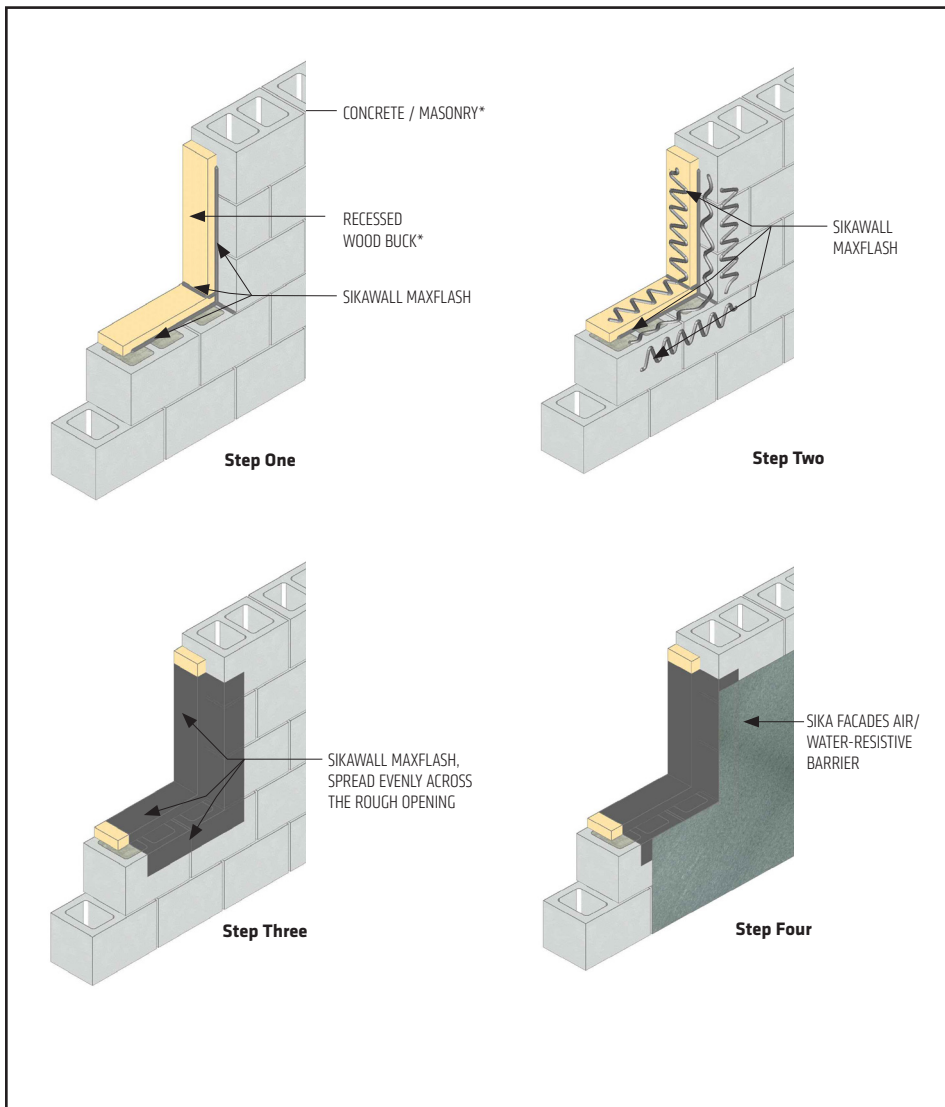 CONCRETE / MASONRY*
RECESSED
WOOD BUCK*
SIKAWALL MAXFLASH
Step One
SIKAWALL
MAXFLASH
Step Two
SIKAWALL MAXFLASH,
SPREAD EVENLY ACROSS
THE ROUGH OPENING
Step Three
SIKA FACADES AIR/
WATER-RESISTIVE
BARRIER
Step Four